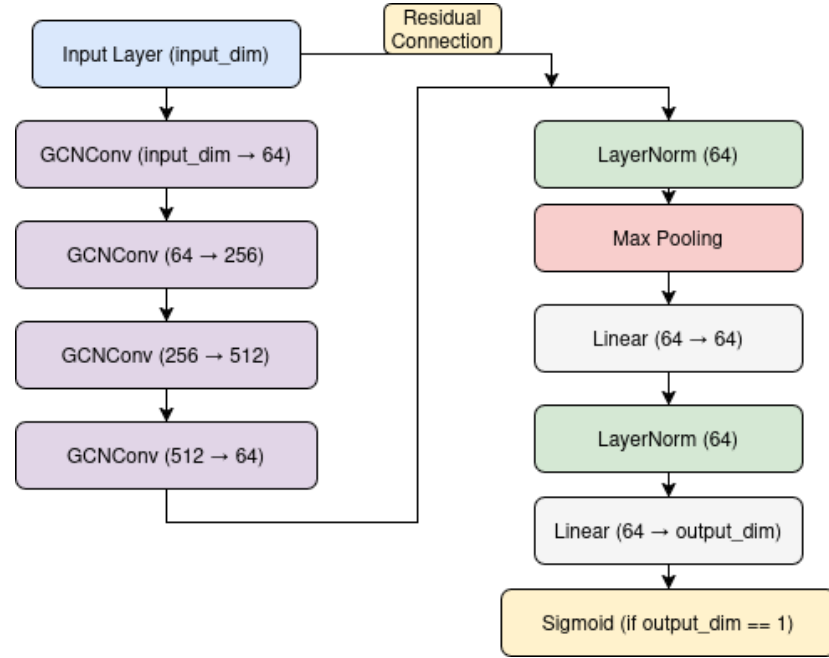 Residual
Connection
Input Layer (input_dim)
GCNConv (input_dim → 64)
GCNConv (64 → 256)
GCNConv (256 → 512)
GCNConv (512 → 64)
LayerNorm (64)
Max Pooling
Linear (64 → 64)
LayerNorm (64)
Linear (64 → output_dim)
Sigmoid (if output_dim == 1)